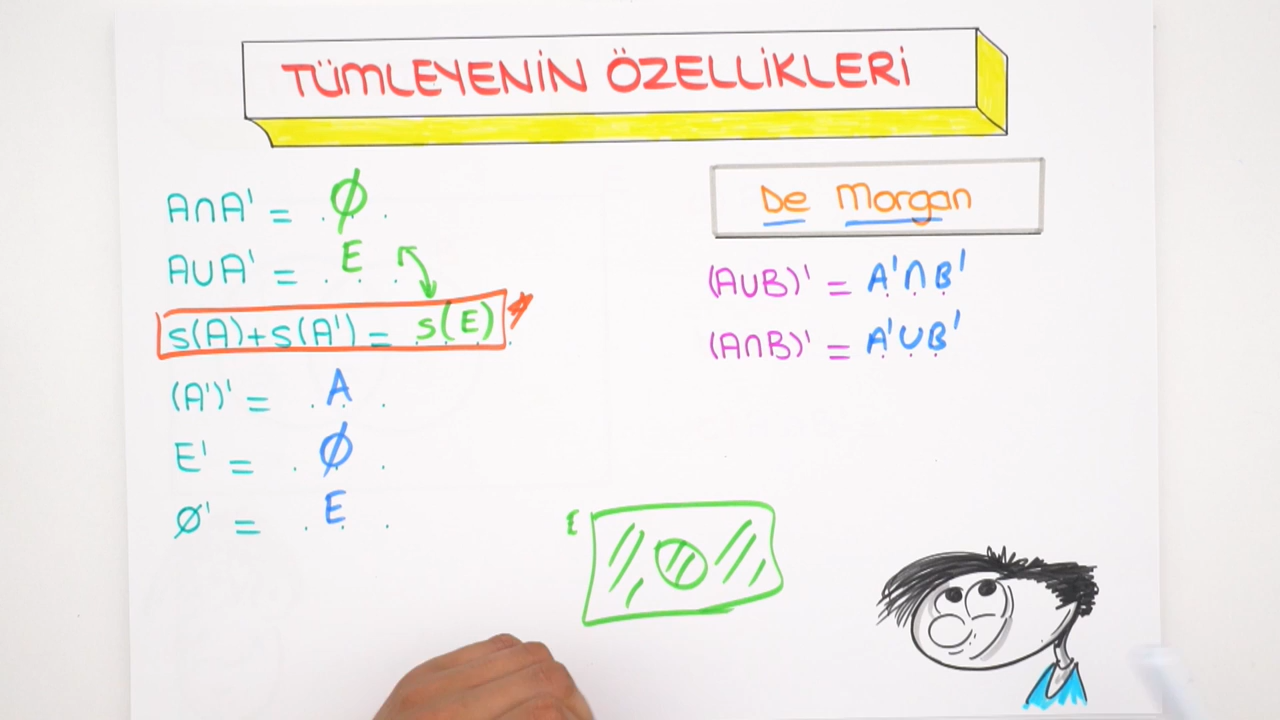 TÜMLEYENİN ÖZELLİKLERİ
A∩A' = ∅
A∪A' = E
s(A)+s(A') = s(E)
(A')' = A
E' = ∅
∅' = E
De Morgan
(A∪B)' = A'∩B'
(A∩B)' = A'∪B'
E